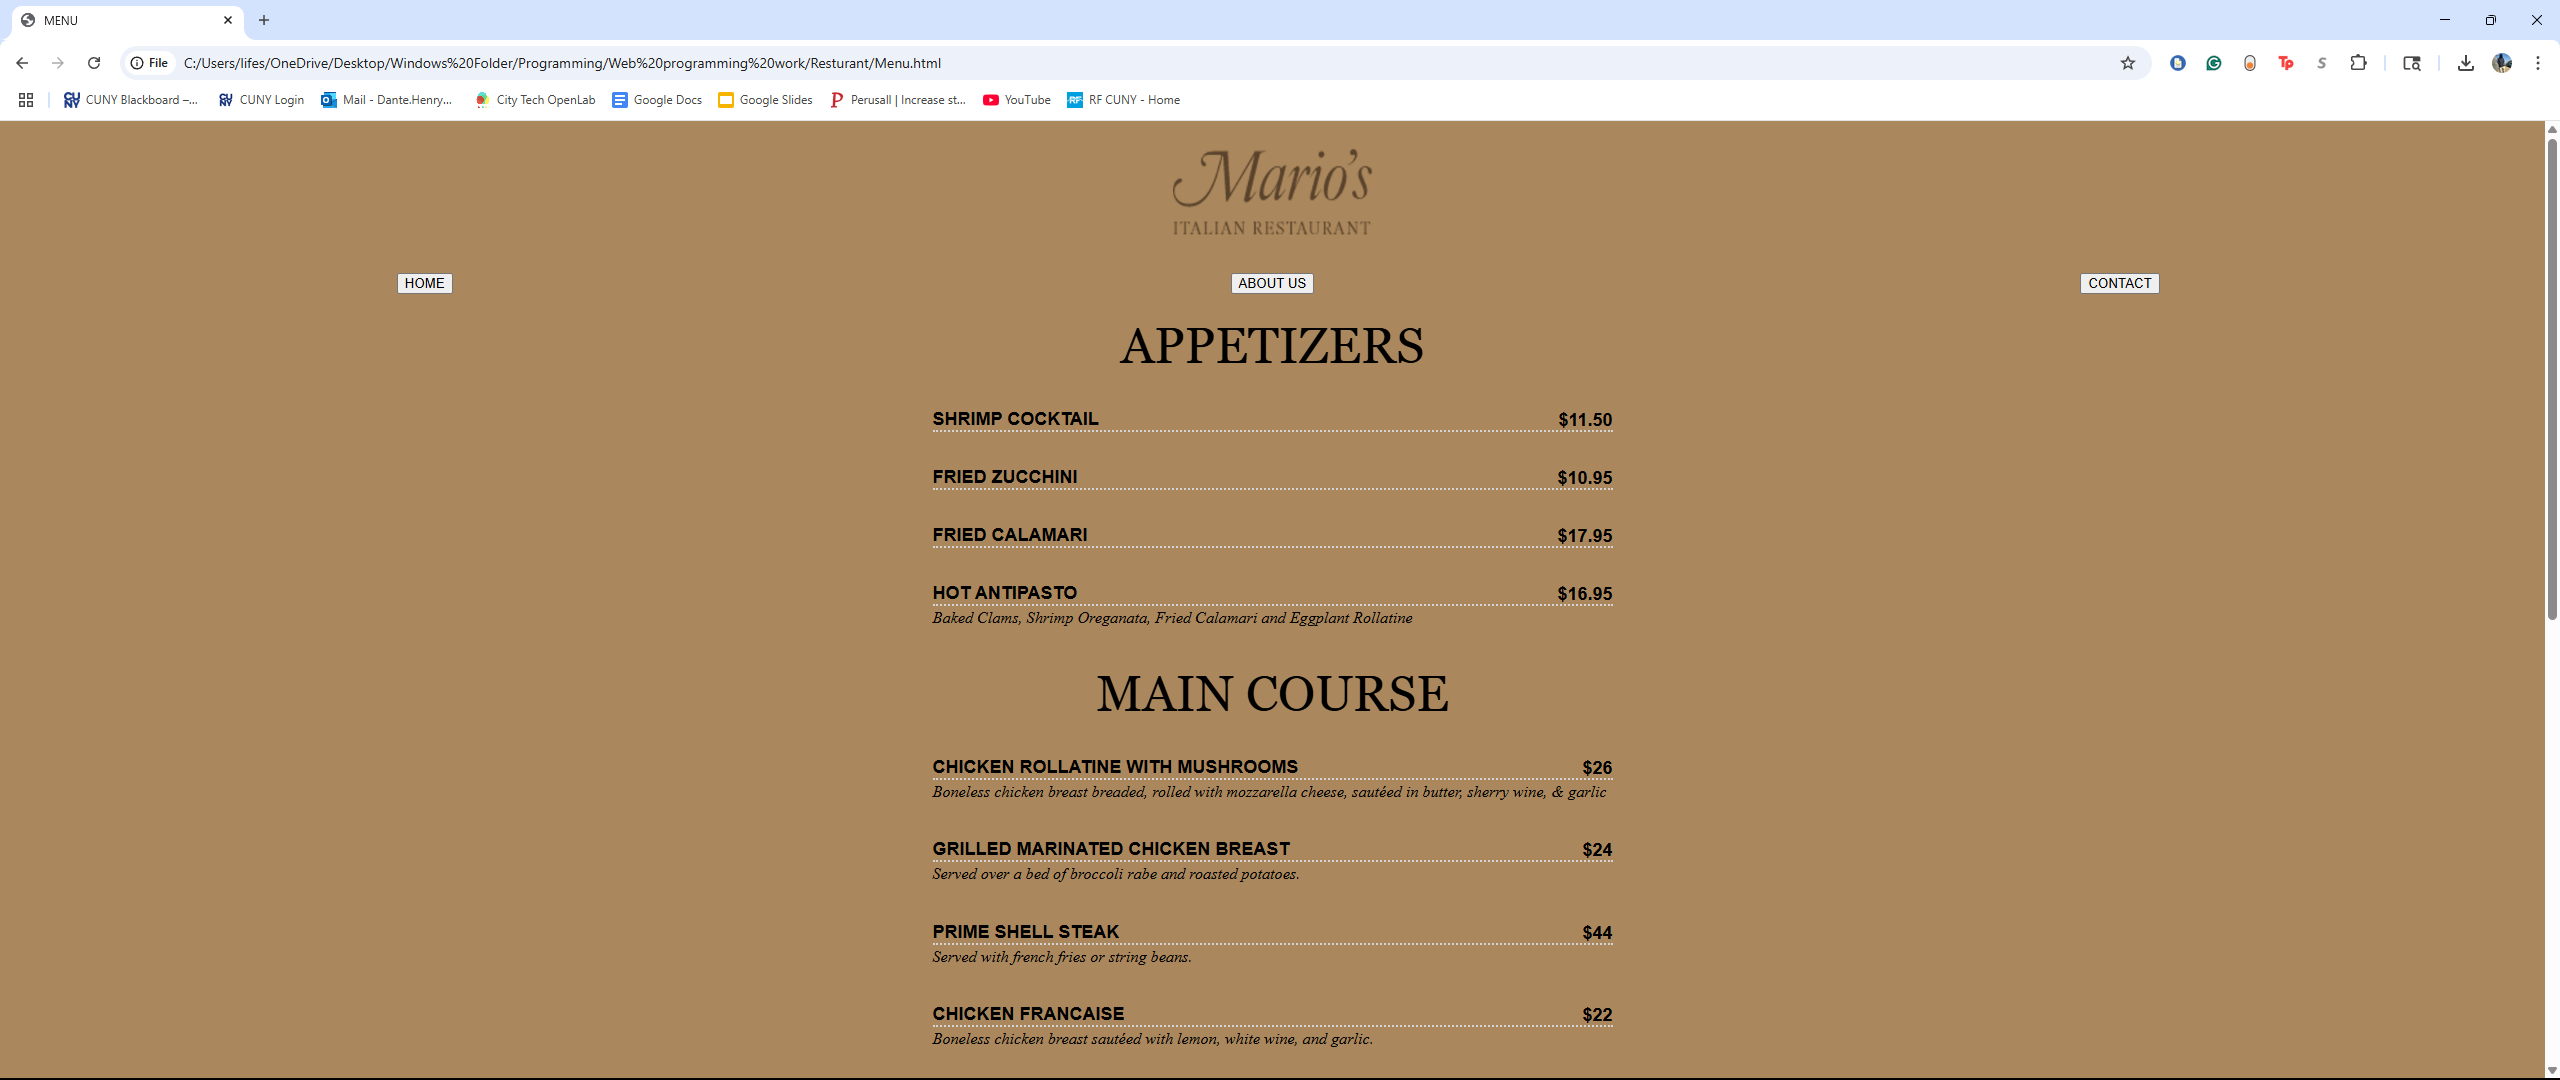 MENU
File C:/Users/lifes/OneDrive/Desktop/Windows%20Folder/Programming/Web%20programming%20work/Resturant/Menu.html
CUNY Blackboard –... CUNY Login Mail - Dante.Henry... City Tech OpenLab Google Docs Google Slides Perusall | Increase st... YouTube RF CUNY - Home
Mario's
ITALIAN RESTAURANT
HOME ABOUT US CONTACT
APPETIZERS
SHRIMP COCKTAIL $11.50
FRIED ZUCCHINI $10.95
FRIED CALAMARI $17.95
HOT ANTIPASTO $16.95
Baked Clams, Shrimp Oreganata, Fried Calamari and Eggplant Rollatine
MAIN COURSE
CHICKEN ROLLATINE WITH MUSHROOMS $26
Boneless chicken breast breaded, rolled with mozzarella cheese, sautéed in butter, sherry wine, & garlic
GRILLED MARINATED CHICKEN BREAST $24
Served over a bed of broccoli rabe and roasted potatoes.
PRIME SHELL STEAK $44
Served with french fries or string beans.
CHICKEN FRANCAISE $22
Boneless chicken breast sautéed with lemon, white wine, and garlic.